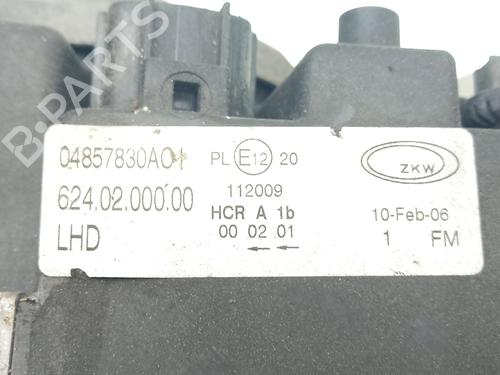 B-PARTS
04857830AC1
624.02.000.00
LHD
PL E12 20
112009
HCR A 1b
00 02 01
ZKW
10-Feb-06
1 FM